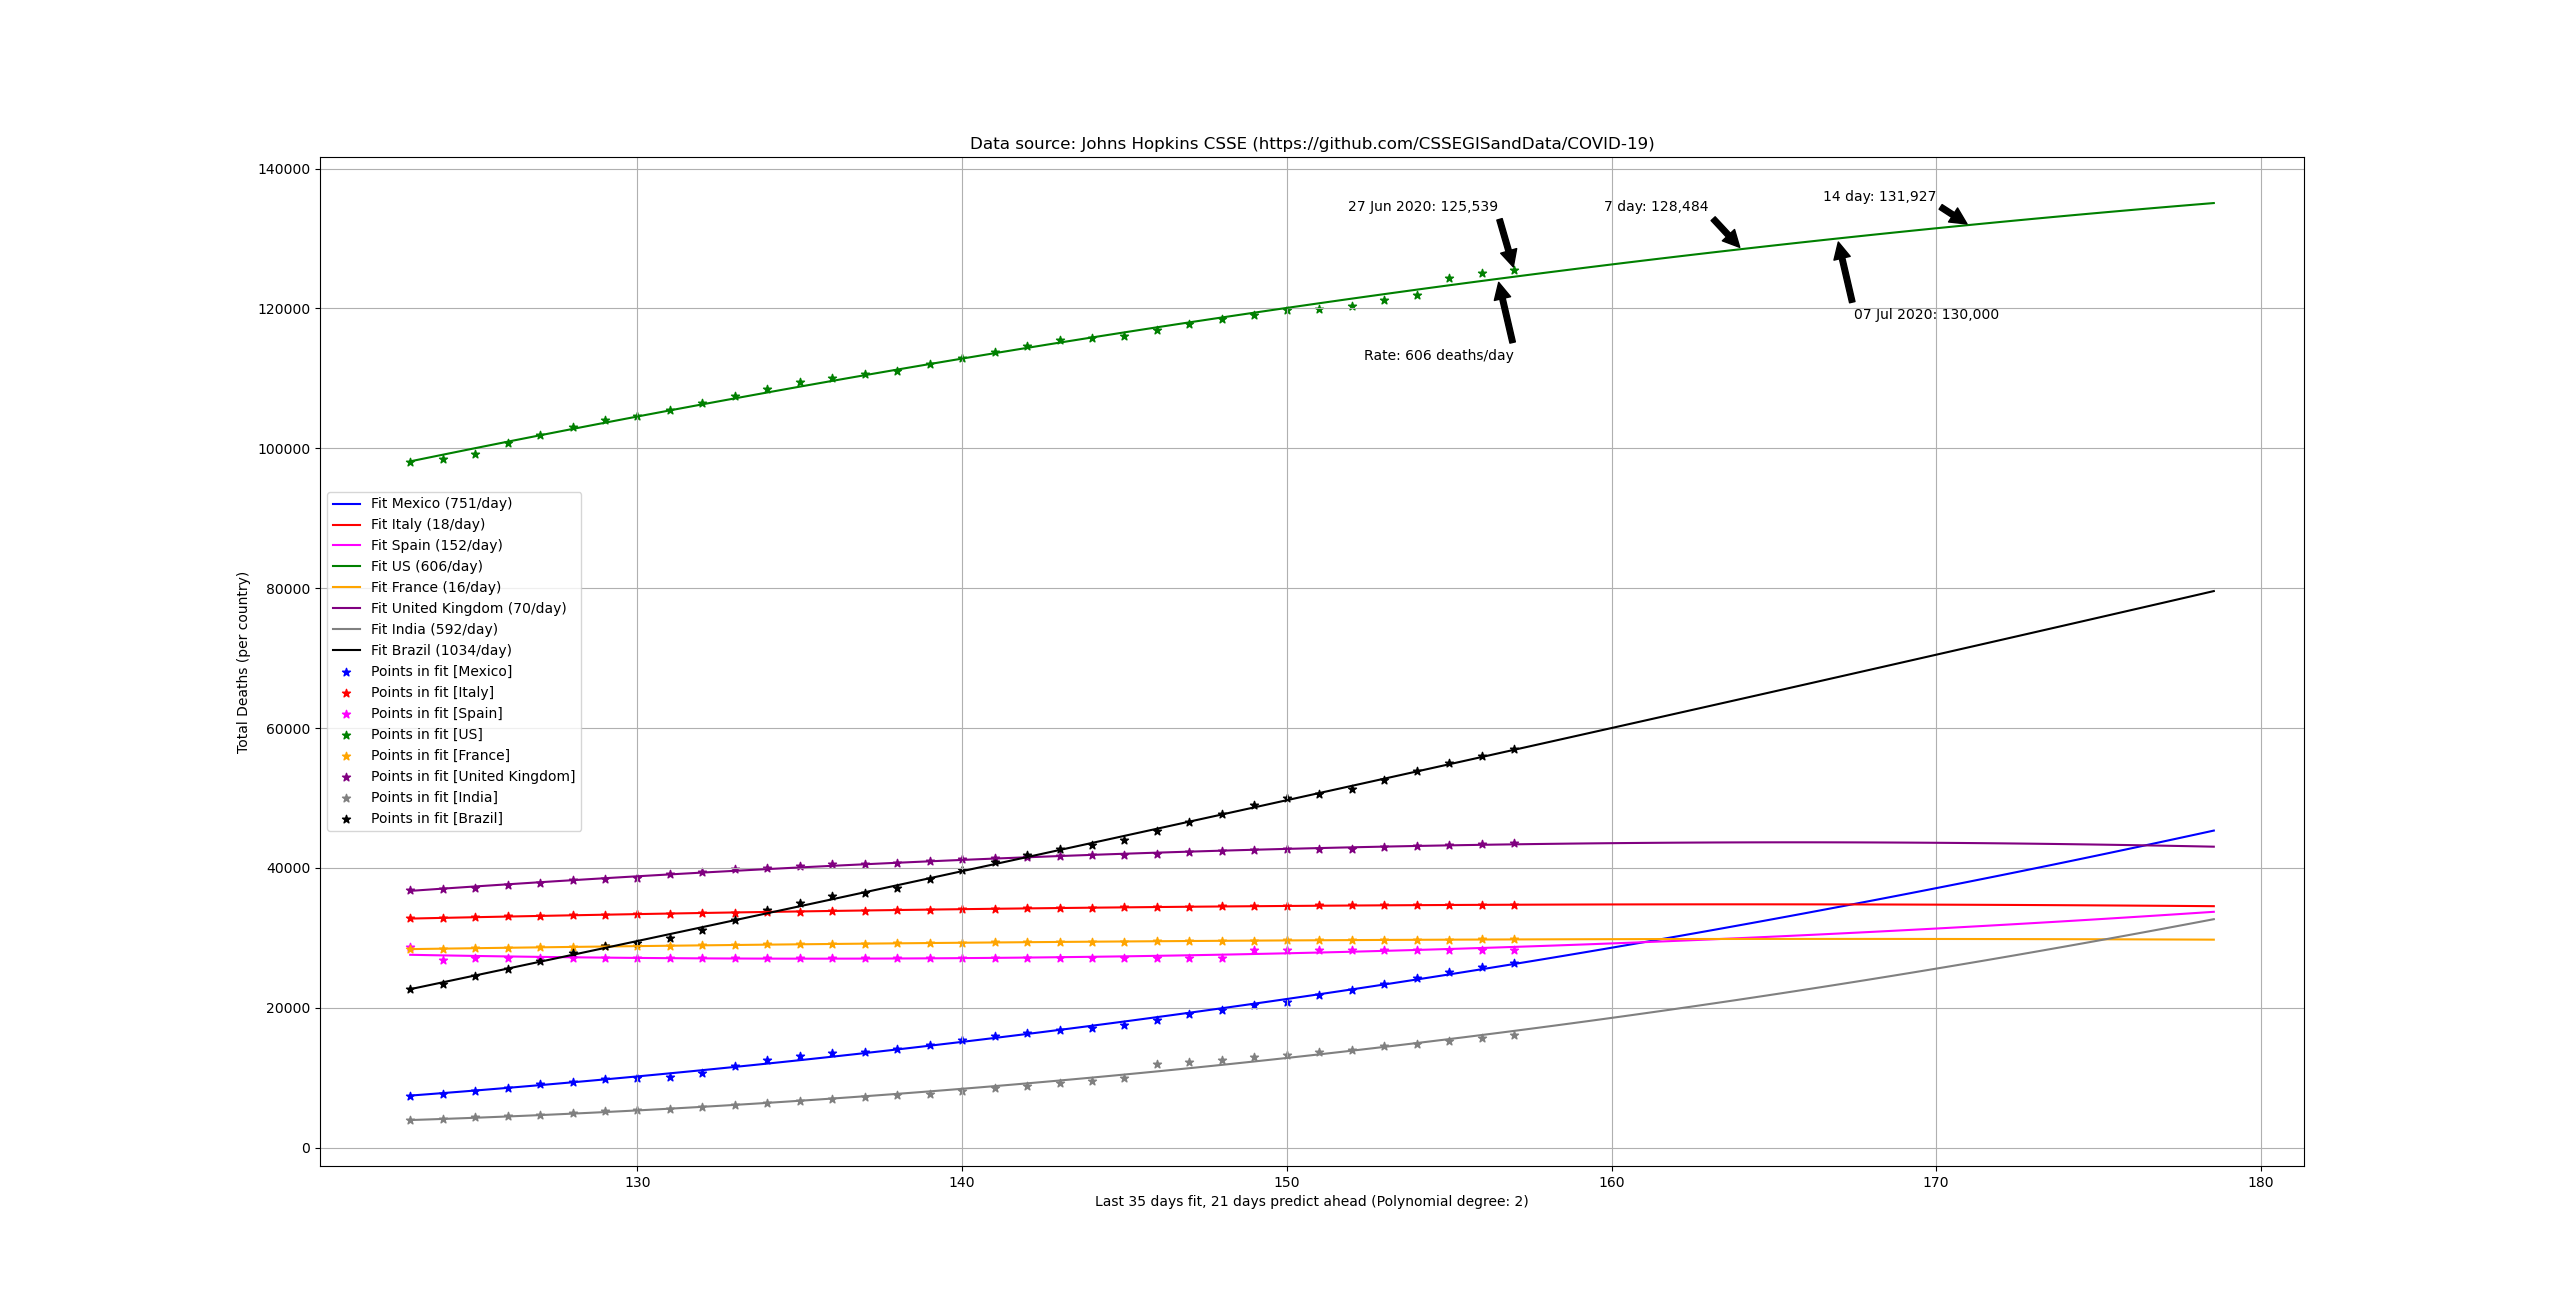 Data source: Johns Hopkins CSSE (https://github.com/CSSEGISandData/COVID-19)
140000
120000
100000
80000
60000
40000
20000
0
Total Deaths (per country)
27 Jun 2020: 125,539
7 day: 128,484
14 day: 131,927
07 Jul 2020: 130,000
Rate: 606 deaths/day
Fit Mexico (751/day)
Fit Italy (18/day)
Fit Spain (152/day)
Fit US (606/day)
Fit France (16/day)
Fit United Kingdom (70/day)
Fit India (592/day)
Fit Brazil (1034/day)
Points in fit [Mexico]
Points in fit [Italy]
Points in fit [Spain]
Points in fit [US]
Points in fit [France]
Points in fit [United Kingdom]
Points in fit [India]
Points in fit [Brazil]
130 140 150 160 170 180
Last 35 days fit, 21 days predict ahead (Polynomial degree: 2)